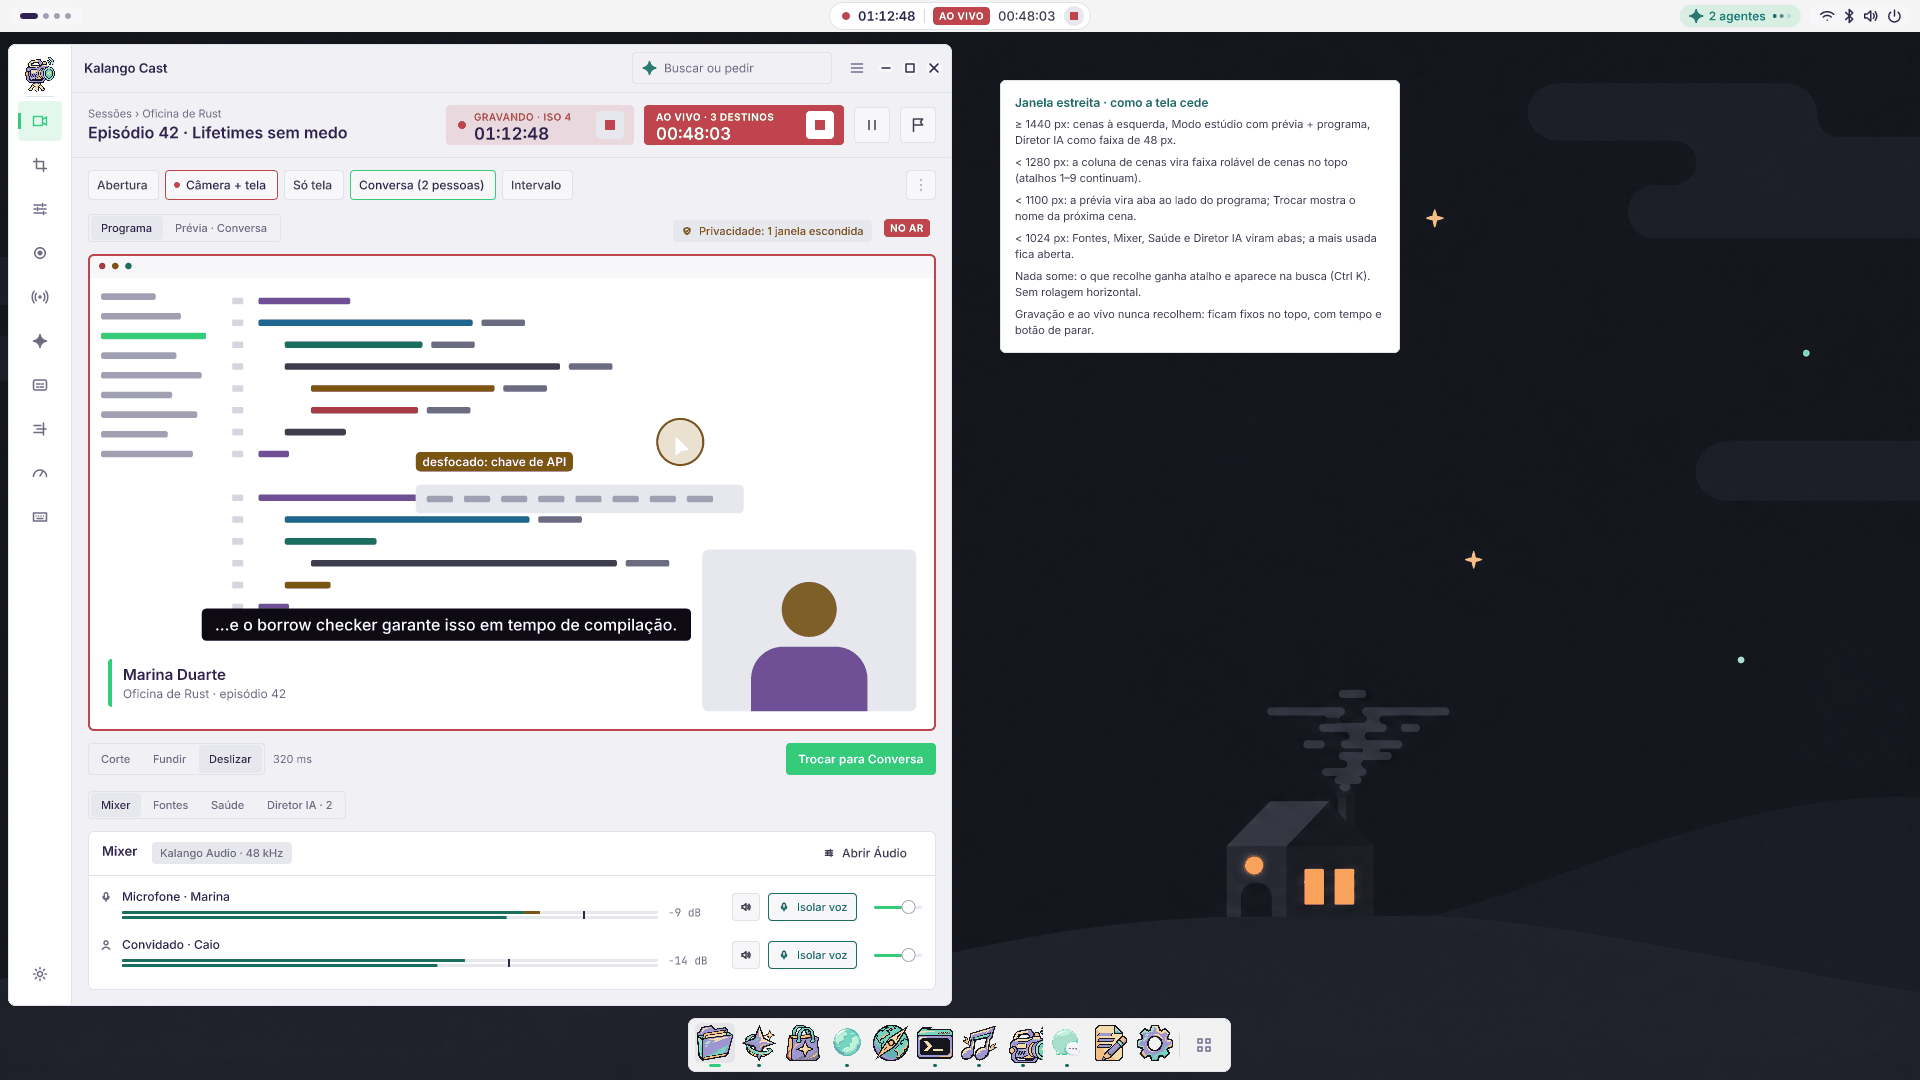 01:12:48
AO VIVO
00:48:03
2 agentes
Kalango Cast
Buscar ou pedir
Sessões › Oficina de Rust
Episódio 42 · Lifetimes sem medo
GRAVANDO · ISO 4
01:12:48
AO VIVO · 3 DESTINOS
00:48:03
Abertura
Câmera + tela
Só tela
Conversa (2 pessoas)
Intervalo
Programa
Prévia · Conversa
Privacidade: 1 janela escondida
NO AR
desfocado: chave de API
...e o borrow checker garante isso em tempo de compilação.
Marina Duarte
Oficina de Rust · episódio 42
Corte
Fundir
Deslizar
320 ms
Trocar para Conversa
Mixer
Fontes
Saúde
Diretor IA · 2
Mixer
Kalango Audio · 48 kHz
Abrir Áudio
Microfone · Marina
-9 dB
Isolar voz
Convidado · Caio
-14 dB
Isolar voz
Janela estreita · como a tela cede
≥ 1440 px: cenas à esquerda, Modo estúdio com prévia + programa,
Diretor IA como faixa de 48 px.
< 1280 px: a coluna de cenas vira faixa rolável de cenas no topo
(atalhos 1–9 continuam).
< 1100 px: a prévia vira aba ao lado do programa; Trocar mostra o
nome da próxima cena.
< 1024 px: Fontes, Mixer, Saúde e Diretor IA viram abas; a mais usada
fica aberta.
Nada some: o que recolhe ganha atalho e aparece na busca (Ctrl K).
Sem rolagem horizontal.
Gravação e ao vivo nunca recolhem: ficam fixos no topo, com tempo e
botão de parar.